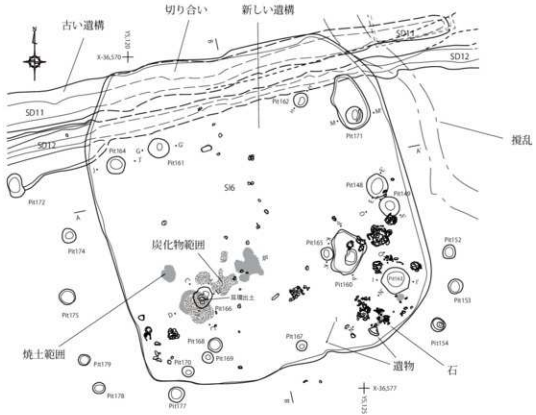 切り合い
新しい遺構
古い遺構
Y5,120
X-36,570
SD11
SD12
Pit162
Pit171
SD11
SD12
Pit164
Pit161
攪乱
Pit172
SI6
Pit148
Pit149
Pit174
炭化物範囲
Pit165
Pit152
Pit160
Pit163
Pit153
Pit175
Pit166
焼土範囲
Pit168
Pit154
Pit167
Pit169
Pit179
Pit170
遺物
石
Pit178
Pit177
X-36,577
Y5,125